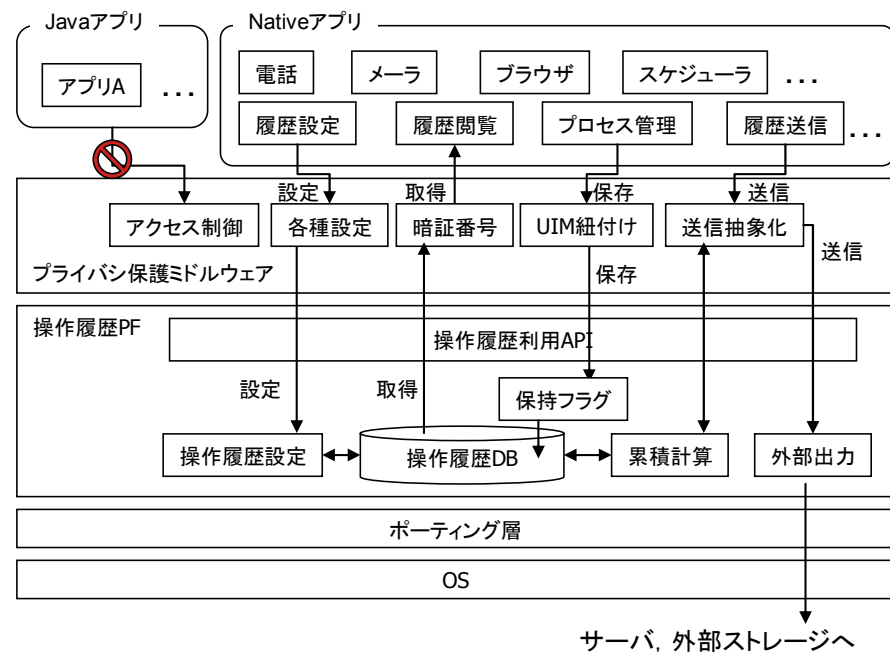 Javaアプリ
アプリA
...
Nativeアプリ
電話 メーラ ブラウザ スケジューラ ...
履歴設定 履歴閲覧 プロセス管理 履歴送信 ...
設定 取得 保存 送信
アクセス制御 各種設定 暗証番号 UIM紐付け 送信抽象化
送信
プライバシ保護ミドルウェア
保存
操作履歴PF
操作履歴利用API
設定 取得
保持フラグ
操作履歴設定 操作履歴DB 累積計算 外部出力
ポーティング層
OS
サーバ, 外部ストレージへ